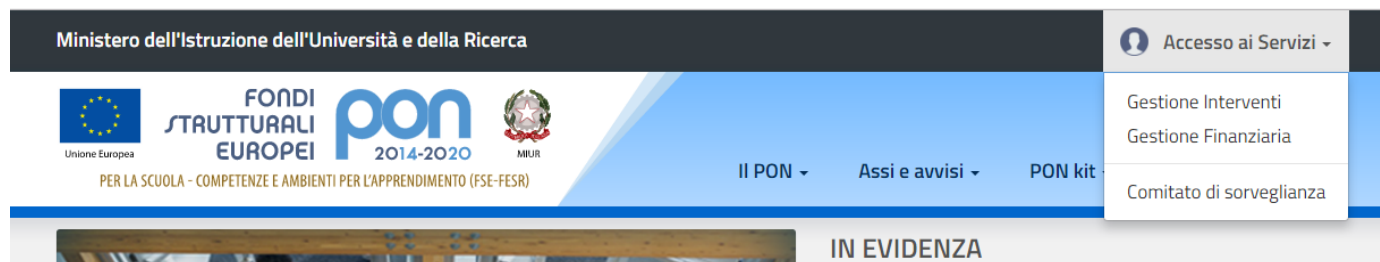 Ministero dell'Istruzione dell'Università e della Ricerca
Accesso ai Servizi
Gestione Interventi
Gestione Finanziaria
Comitato di sorveglianza
FONDI
STRUTTURALI
EUROPEI
pon
2014-2020
Unione Europea
MIUR
PER LA SCUOLA - COMPETENZE E AMBIENTI PER L'APPRENDIMENTO (FSE-FESR)
Il PON
Assi e avvisi
PON kit
IN EVIDENZA